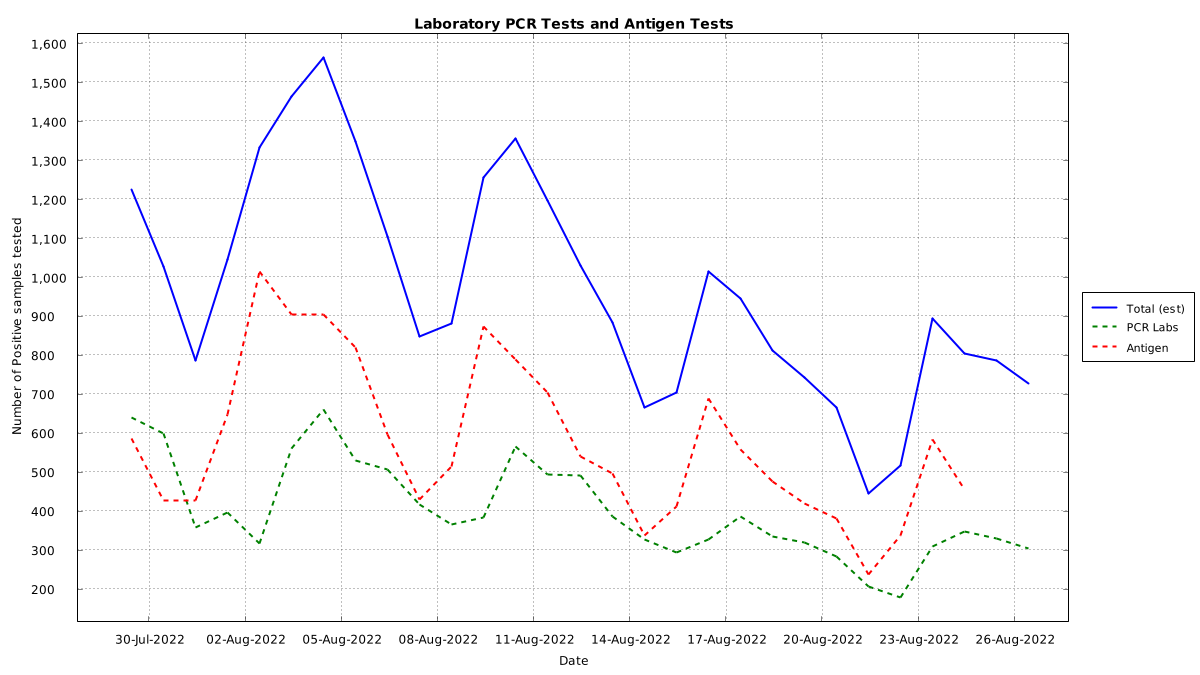 Laboratory PCR Tests and Antigen Tests
1,600
1,500
1,400
1,300
1,200
1,100
1,000
900
800
700
600
500
400
300
200
Number of Positive samples tested
30-Jul-2022 02-Aug-2022 05-Aug-2022 08-Aug-2022 11-Aug-2022 14-Aug-2022 17-Aug-2022 20-Aug-2022 23-Aug-2022 26-Aug-2022
Date
Total (est)
PCR Labs
Antigen